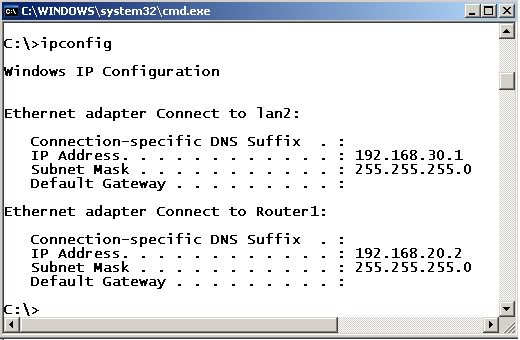 C:\WINDOWS\system32\cmd.exe
C:\>ipconfig
Windows IP Configuration
Ethernet adapter Connect to lan2:
Connection-specific DNS Suffix . :
IP Address. . . . . . . . . . . . : 192.168.30.1
Subnet Mask . . . . . . . . . . . : 255.255.255.0
Default Gateway . . . . . . . . . :
Ethernet adapter Connect to Router1:
Connection-specific DNS Suffix . :
IP Address. . . . . . . . . . . . : 192.168.20.2
Subnet Mask . . . . . . . . . . . : 255.255.255.0
Default Gateway . . . . . . . . . :
C:\>